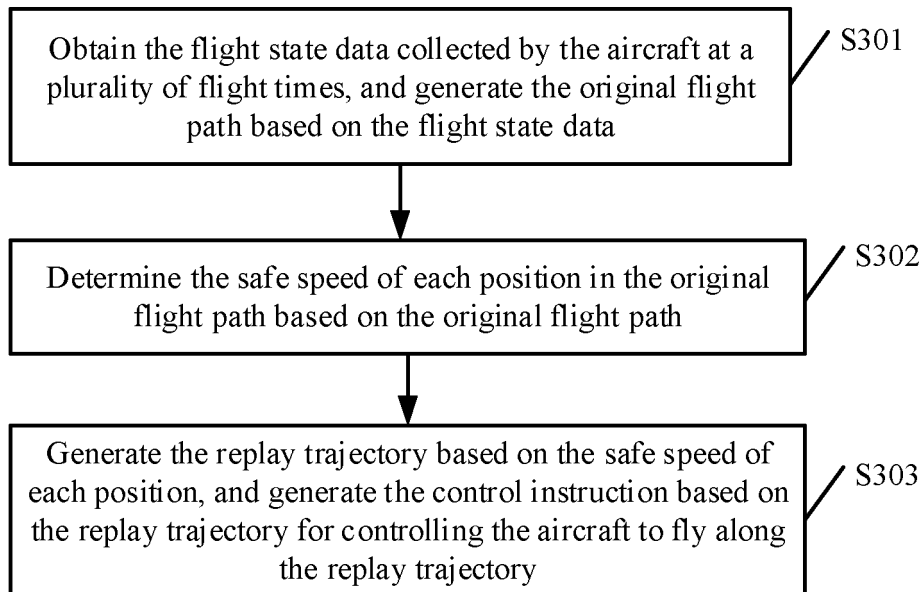 Obtain the flight state data collected by the aircraft at a
plurality of flight times, and generate the original flight
path based on the flight state data
S301
Determine the safe speed of each position in the original
flight path based on the original flight path
S302
Generate the replay trajectory based on the safe speed of
each position, and generate the control instruction based on
the replay trajectory for controlling the aircraft to fly along
the replay trajectory
S303